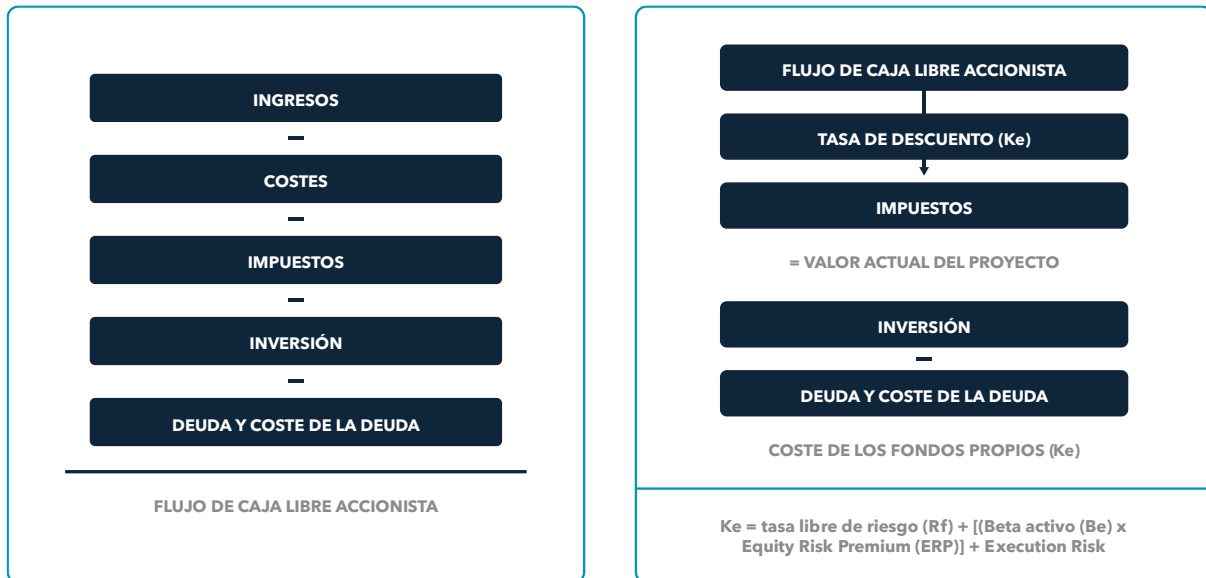 INGRESOS
COSTES
IMPUESTOS
INVERSIÓN
DEUDA Y COSTE DE LA DEUDA
FLUJO DE CAJA LIBRE ACCIONISTA
FLUJO DE CAJA LIBRE ACCIONISTA
TASA DE DESCUENTO (Ke)
IMPUESTOS
= VALOR ACTUAL DEL PROYECTO
INVERSIÓN
DEUDA Y COSTE DE LA DEUDA
COSTE DE LOS FONDOS PROPIOS (Ke)
Ke = tasa libre de riesgo (Rf) + [(Beta activo (Be) x
Equity Risk Premium (ERP)] + Execution Risk